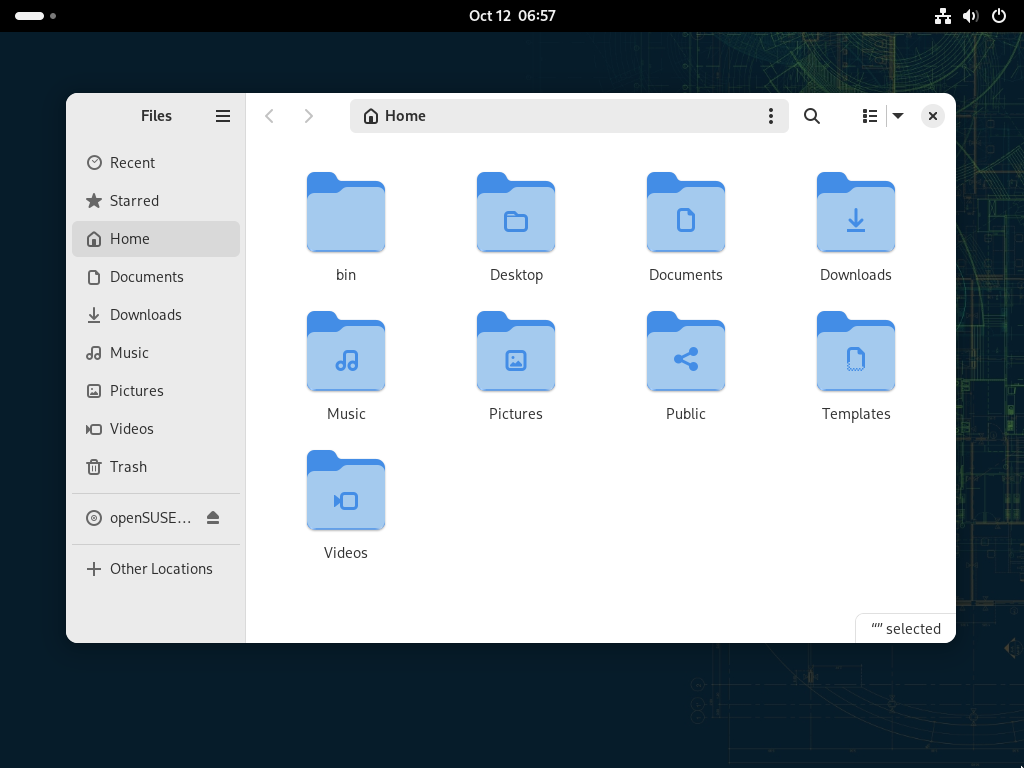 Oct 12 06:57
Files
Home
Recent
Starred
Home
Documents
Downloads
Music
Pictures
Videos
Trash
openSUSE…
Other Locations
bin
Desktop
Documents
Downloads
Music
Pictures
Public
Templates
Videos
“” selected